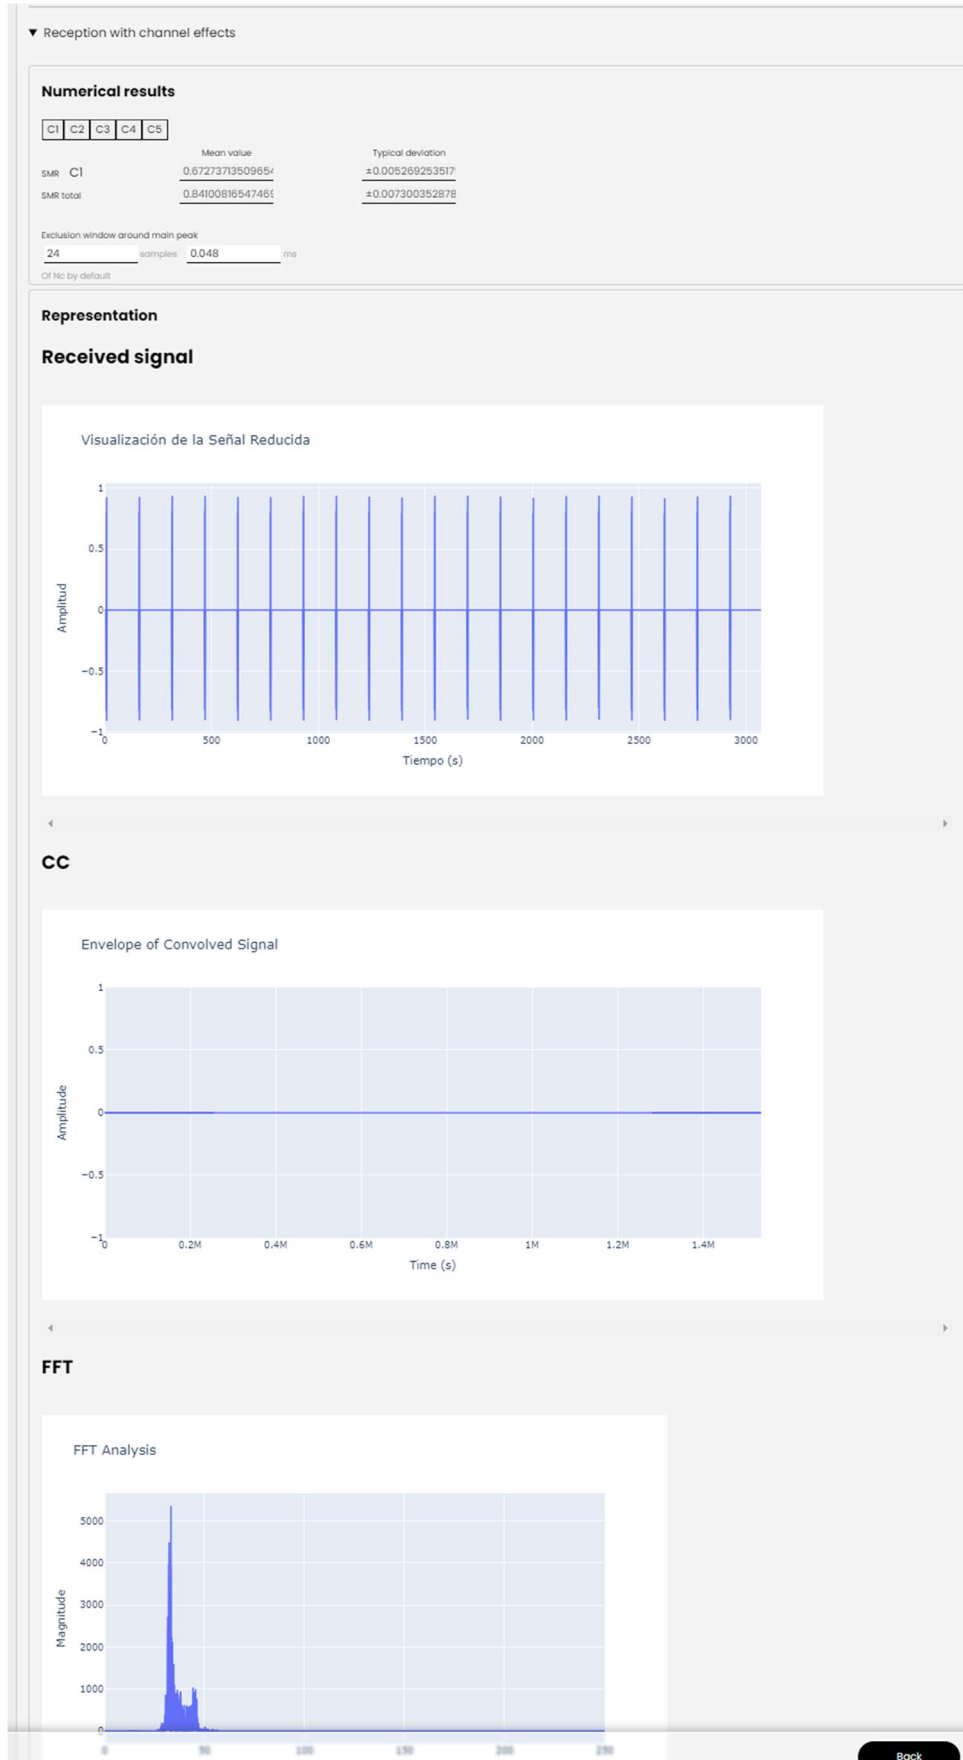 Reception with channel effects
Numerical results
C1 C2 C3 C4 C5
Mean value Typical deviation
SMR C1 0.67273713509654 ±0.005269253517
SMR total 0.84100816547469 ±0.007300352878
Exclusion window around main peak
24 samples 0.048 ms
Of Nc by default
Representation
Received signal
Visualización de la Señal Reducida
1
0.5
0
−0.5
−1
Amplitud
0 500 1000 1500 2000 2500 3000
Tiempo (s)
CC
Envelope of Convolved Signal
1
0.5
0
−0.5
−1
Amplitude
0 0.2M 0.4M 0.6M 0.8M 1M 1.2M 1.4M
Time (s)
FFT
FFT Analysis
5000
4000
3000
2000
1000
0
Magnitude
0 50 100 150 200 250
Back